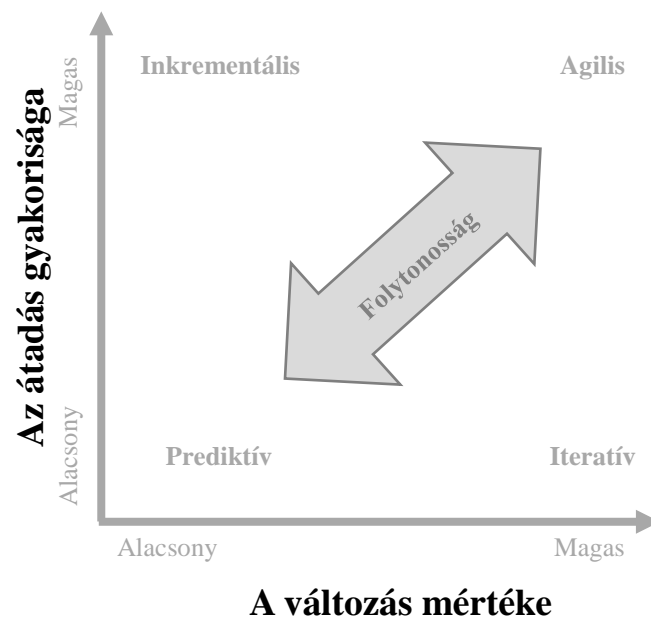 Inkrementális
Agilis
Magas
Az átadás gyakorisága
Folytonosság
Alacsony
Prediktív
Iteratív
Alacsony
Magas
A változás mértéke